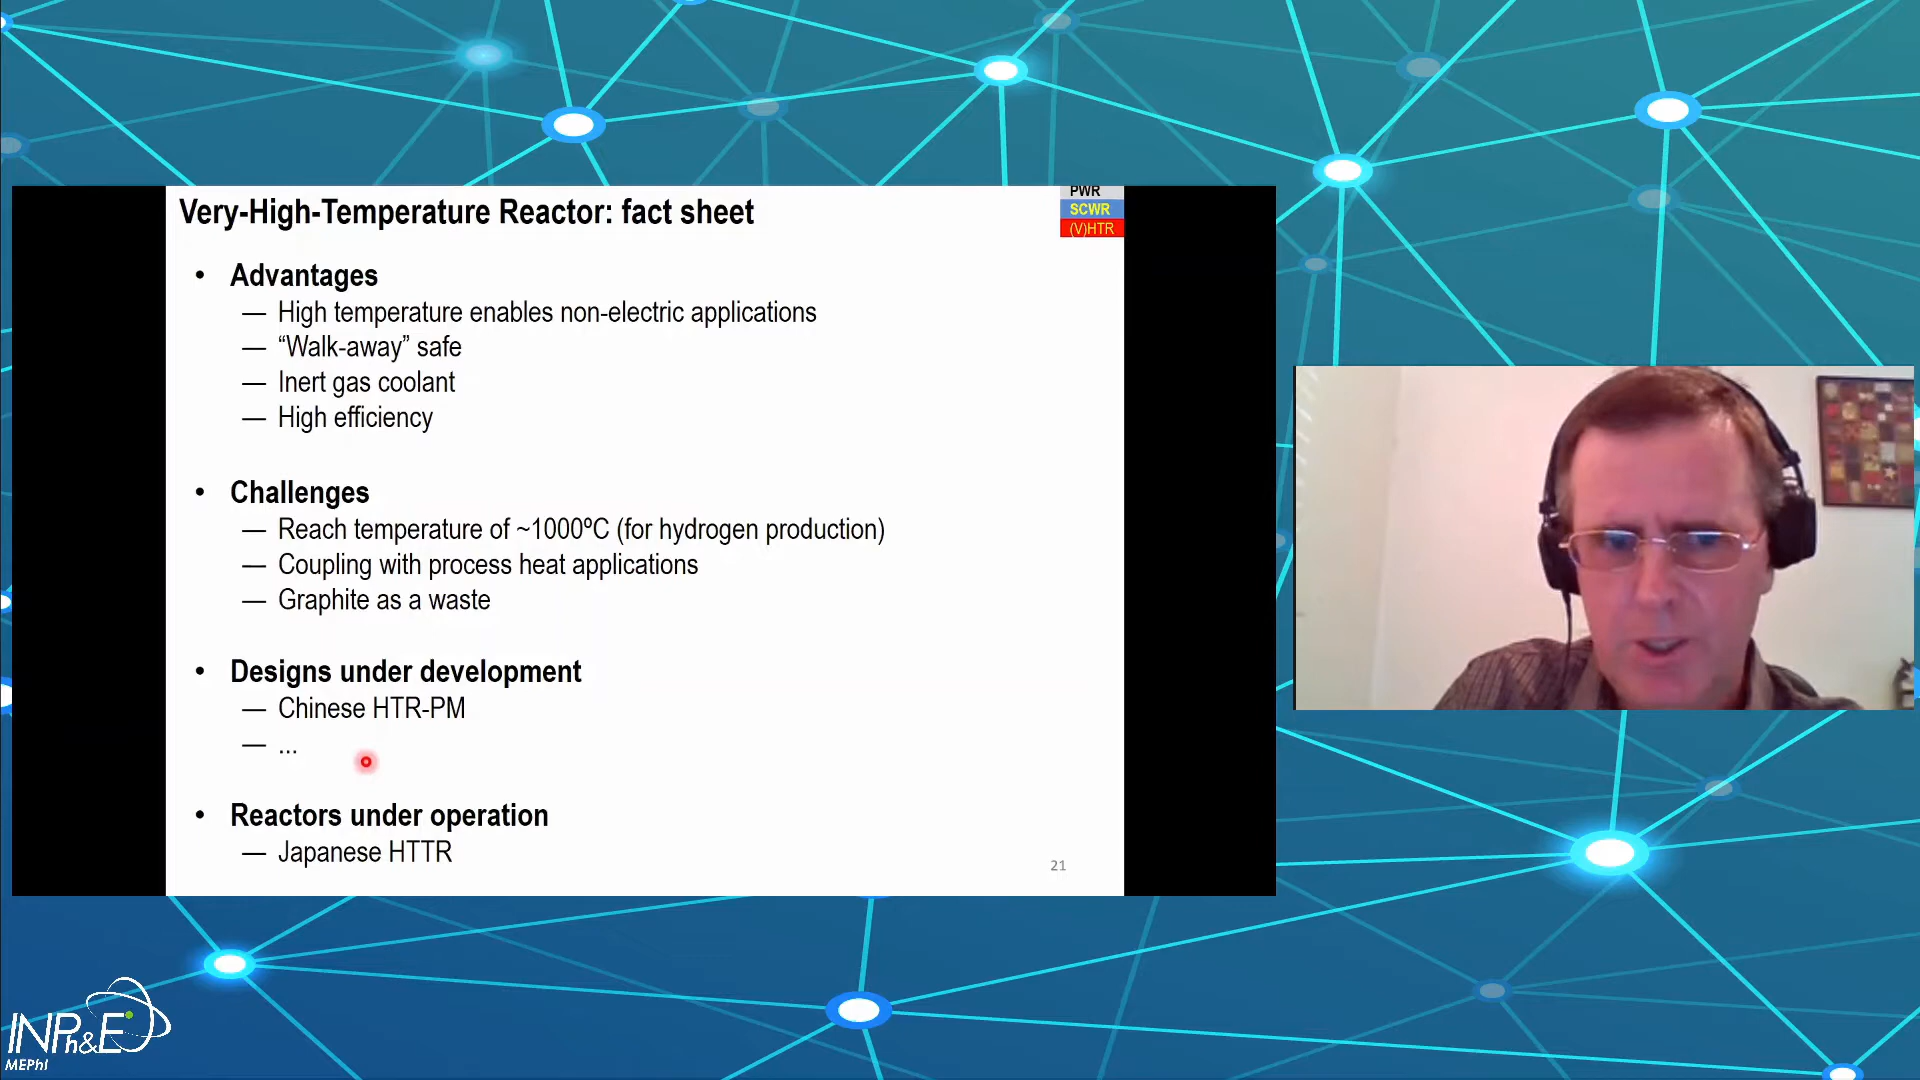 Very-High-Temperature Reactor: fact sheet
PWR
SCWR
(V)HTR
• Advantages
— High temperature enables non-electric applications
— “Walk-away” safe
— Inert gas coolant
— High efficiency
• Challenges
— Reach temperature of ~1000ºC (for hydrogen production)
— Coupling with process heat applications
— Graphite as a waste
• Designs under development
— Chinese HTR-PM
— ...
• Reactors under operation
— Japanese HTTR
21
INPh&E
MEPhI